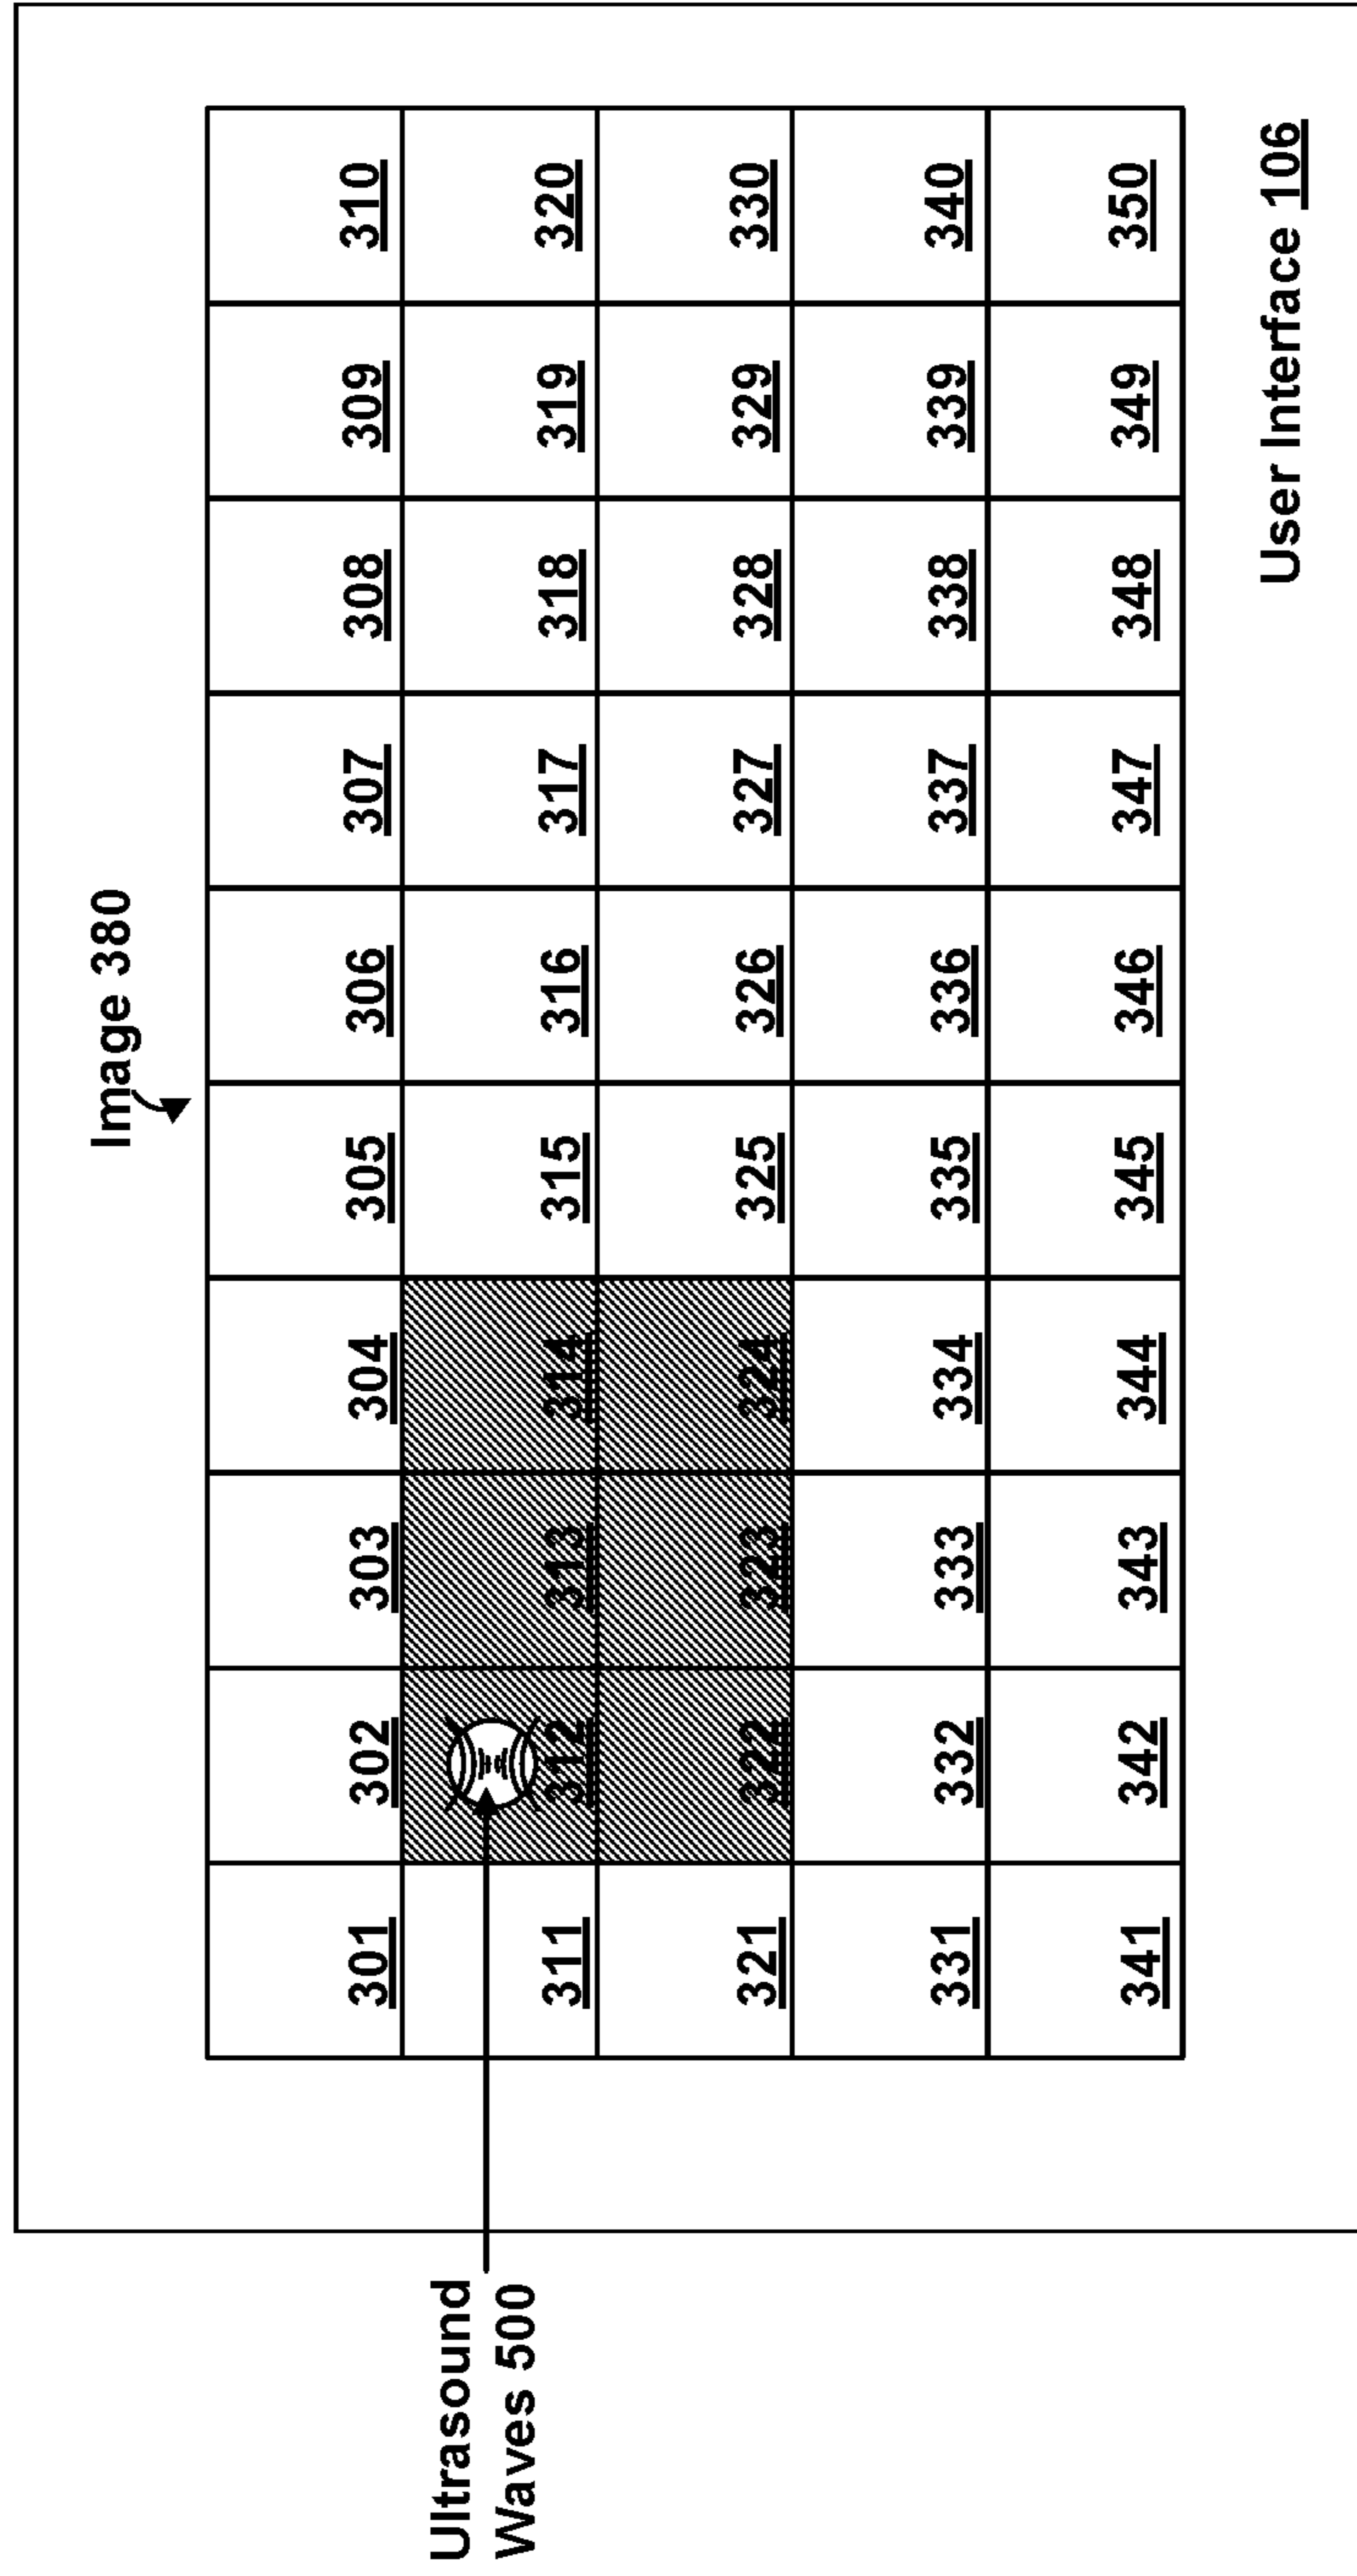 Image 380
301 302 303 304 305 306 307 308 309 310
Ultrasound
Waves 500
311 312 313 314 315 316 317 318 319 320
321 322 323 324 325 326 327 328 329 330
331 332 333 334 335 336 337 338 339 340
341 342 343 344 345 346 347 348 349 350
User Interface 106